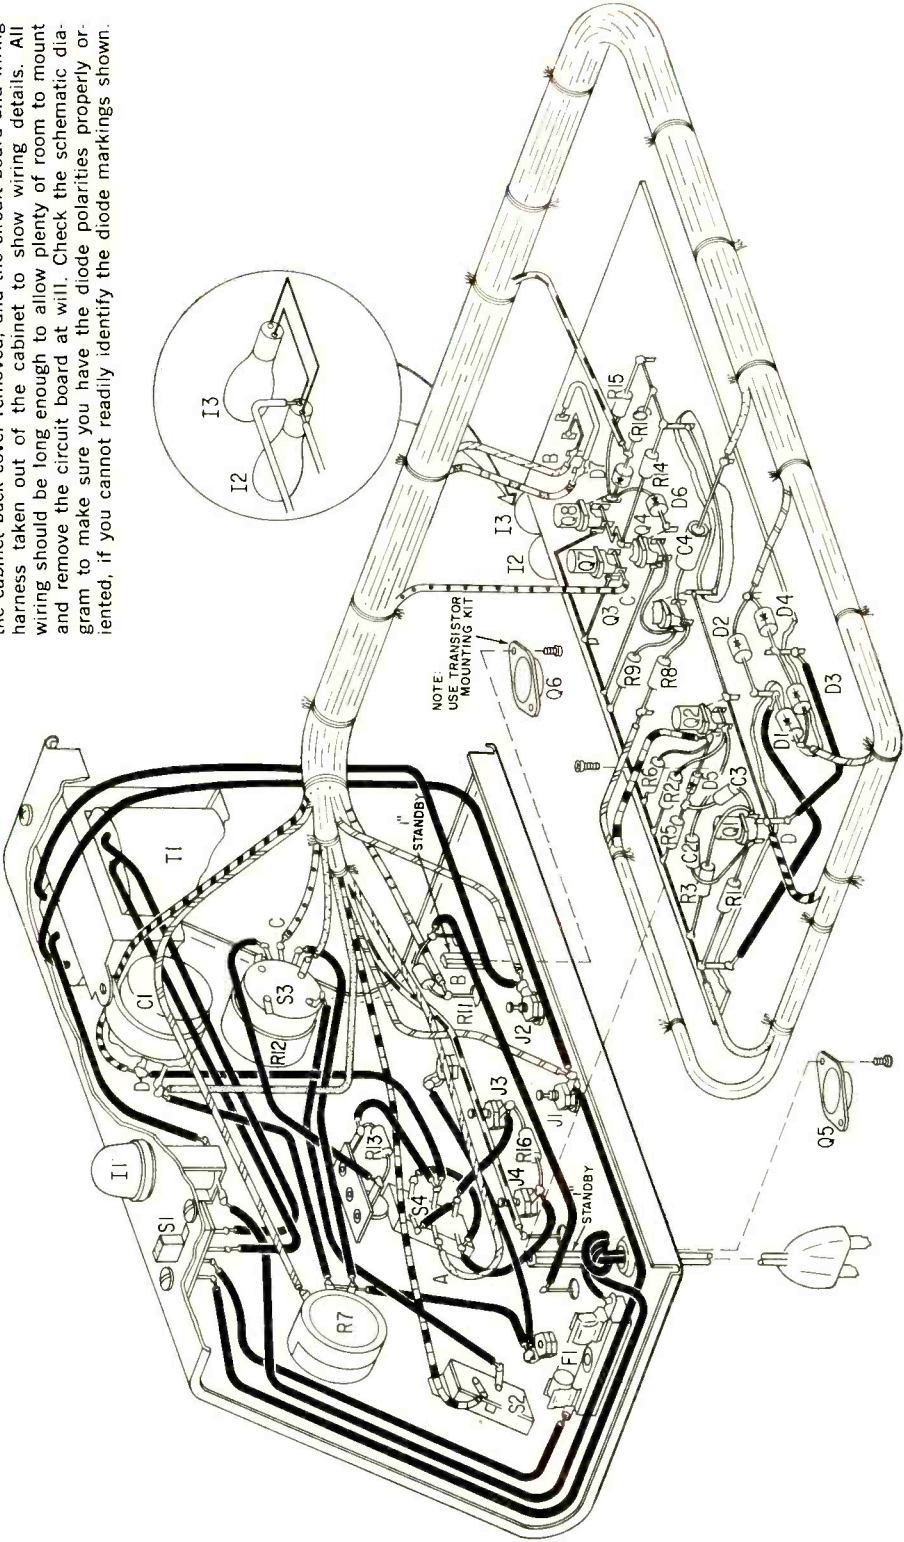 the cabinet back cover removed, and the circuit board and wiring
harness taken out of the cabinet to show wiring details. All
wiring should be long enough to allow plenty of room to mount
and remove the circuit board at will. Check the schematic dia-
gram to make sure you have the diode polarities properly or-
iented, if you cannot readily identify the diode markings shown.
I2
I3
I2
I3
NOTE:
USE TRANSISTOR
MOUNTING KIT
Q6
Q8
Q7
Q4
Q3
C
B
D
R15
R10
R14
D6
C4
R9
R8
D2
D4
D3
D1
Q2
R6
R2
D5
C3
R5
C2
R3
R1
Q1
D
T1
C1
D
I1
S1
R12
S3
C
R13
S4
A
R7
S2
F1
R11
B
J2
J3
J4
R16
J1
1"
STANDBY
1"
STANDBY
Q5